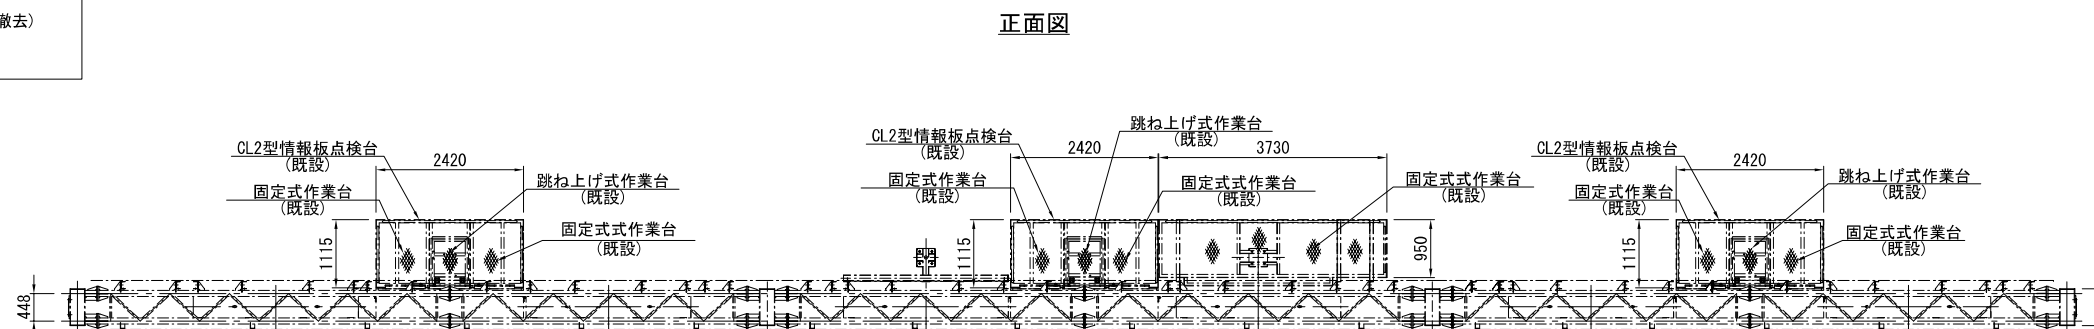 撤去）
正面図
CL2型情報板点検台
（既設）
2420
固定式作業台
（既設）
跳ね上げ式作業台
（既設）
固定式式作業台
（既設）
1115
448
CL2型情報板点検台
（既設）
2420
跳ね上げ式作業台
（既設）
3730
固定式作業台
（既設）
固定式式作業台
（既設）
固定式式作業台
（既設）
1115
950
CL2型情報板点検台
（既設）
2420
固定式作業台
（既設）
跳ね上げ式作業台
（既設）
固定式式作業台
（既設）
1115